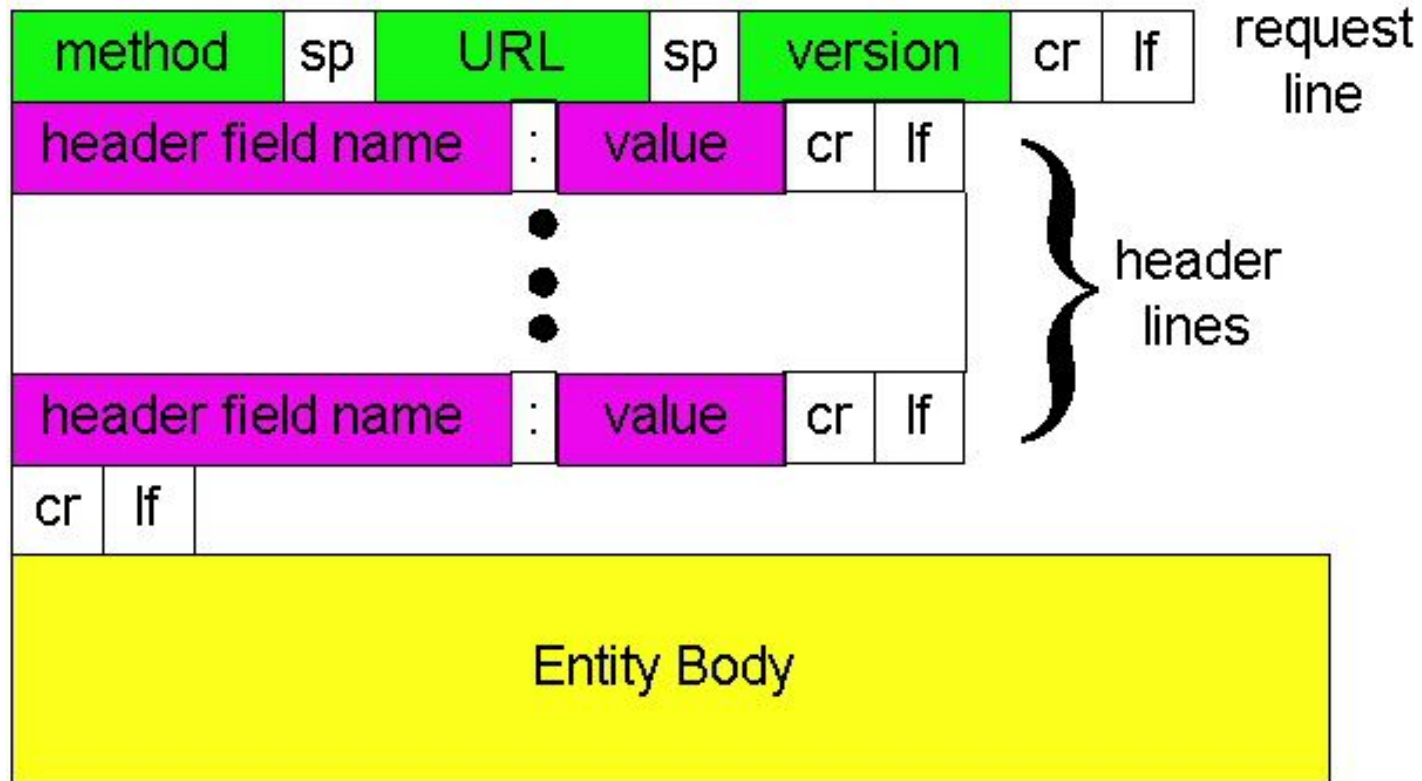 method sp URL sp version cr lf
request
line
header field name : value cr lf
header
lines
header field name : value cr lf
cr lf
Entity Body